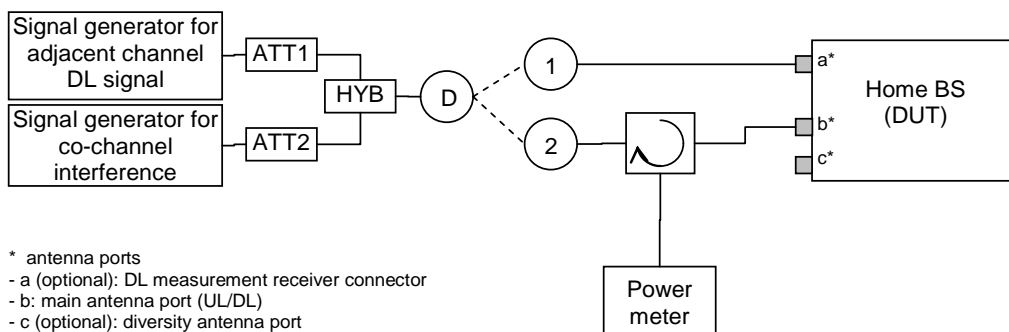 Signal generator for
adjacent channel
DL signal
ATT1
Signal generator for
co-channel
interference
ATT2
HYB
D
1
2
a*
b*
c*
Home BS
(DUT)
Power
meter
* antenna ports
- a (optional): DL measurement receiver connector
- b: main antenna port (UL/DL)
- c (optional): diversity antenna port